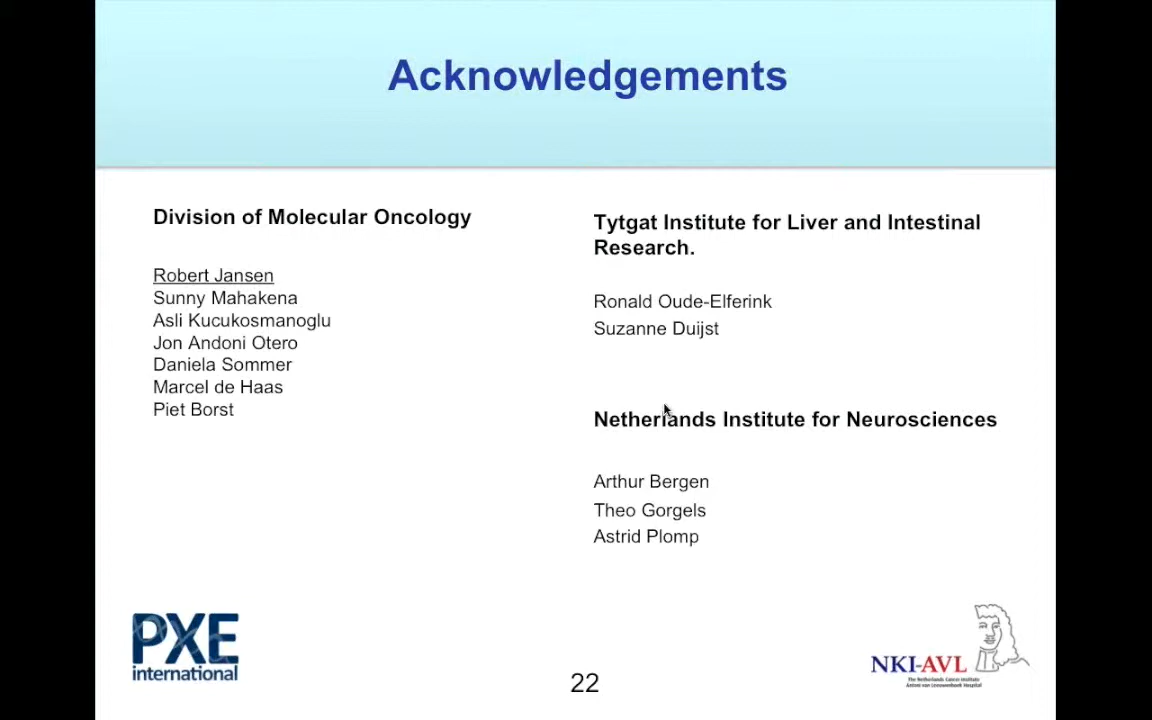 Acknowledgements
Division of Molecular Oncology
Robert Jansen
Sunny Mahakena
Asli Kucukosmanoglu
Jon Andoni Otero
Daniela Sommer
Marcel de Haas
Piet Borst
Tytgat Institute for Liver and Intestinal
Research.
Ronald Oude-Elferink
Suzanne Duijst
Netherlands Institute for Neurosciences
Arthur Bergen
Theo Gorgels
Astrid Plomp
PXE
international
22
NKI-AVL
The Netherlands Cancer Institute
Antoni van Leeuwenhoek Hospital